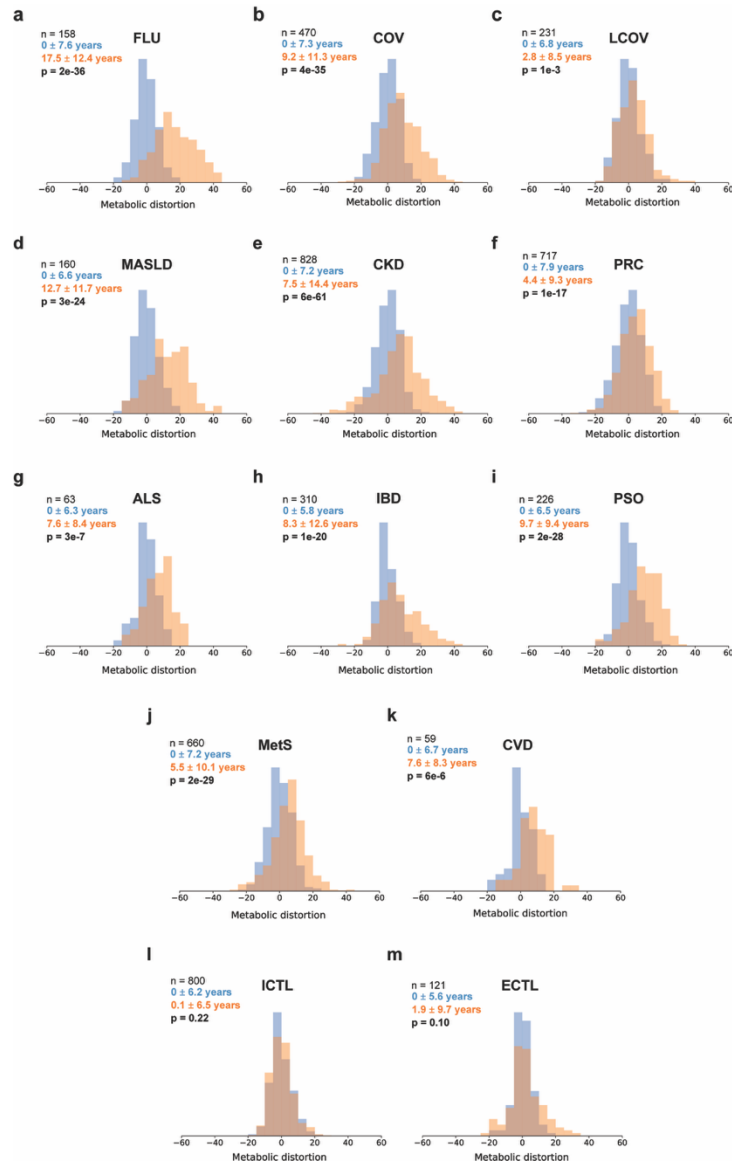 a
FLU
n = 158
0 ± 7.6 years
17.5 ± 12.4 years
p = 2e-36
−60 −40 −20 0 20 40 60
Metabolic distortion
b
COV
n = 470
0 ± 7.3 years
9.2 ± 11.3 years
p = 4e-35
−60 −40 −20 0 20 40 60
Metabolic distortion
c
LCOV
n = 231
0 ± 6.8 years
2.8 ± 8.5 years
p = 1e-3
−60 −40 −20 0 20 40 60
Metabolic distortion
d
MASLD
n = 160
0 ± 6.6 years
12.7 ± 11.7 years
p = 3e-24
−60 −40 −20 0 20 40 60
Metabolic distortion
e
CKD
n = 828
0 ± 7.2 years
7.5 ± 14.4 years
p = 6e-61
−60 −40 −20 0 20 40 60
Metabolic distortion
f
PRC
n = 717
0 ± 7.9 years
4.4 ± 9.3 years
p = 1e-17
−60 −40 −20 0 20 40 60
Metabolic distortion
g
ALS
n = 63
0 ± 6.3 years
7.6 ± 8.4 years
p = 3e-7
−60 −40 −20 0 20 40 60
Metabolic distortion
h
IBD
n = 310
0 ± 5.8 years
8.3 ± 12.6 years
p = 1e-20
−60 −40 −20 0 20 40 60
Metabolic distortion
i
PSO
n = 226
0 ± 6.5 years
9.7 ± 9.4 years
p = 2e-28
−60 −40 −20 0 20 40 60
Metabolic distortion
j
MetS
n = 660
0 ± 7.2 years
5.5 ± 10.1 years
p = 2e-29
−60 −40 −20 0 20 40 60
Metabolic distortion
k
CVD
n = 59
0 ± 6.7 years
7.6 ± 8.3 years
p = 6e-6
−60 −40 −20 0 20 40 60
Metabolic distortion
l
ICTL
n = 800
0 ± 6.2 years
0.1 ± 6.5 years
p = 0.22
−60 −40 −20 0 20 40 60
Metabolic distortion
m
ECTL
n = 121
0 ± 5.6 years
1.9 ± 9.7 years
p = 0.10
−60 −40 −20 0 20 40 60
Metabolic distortion